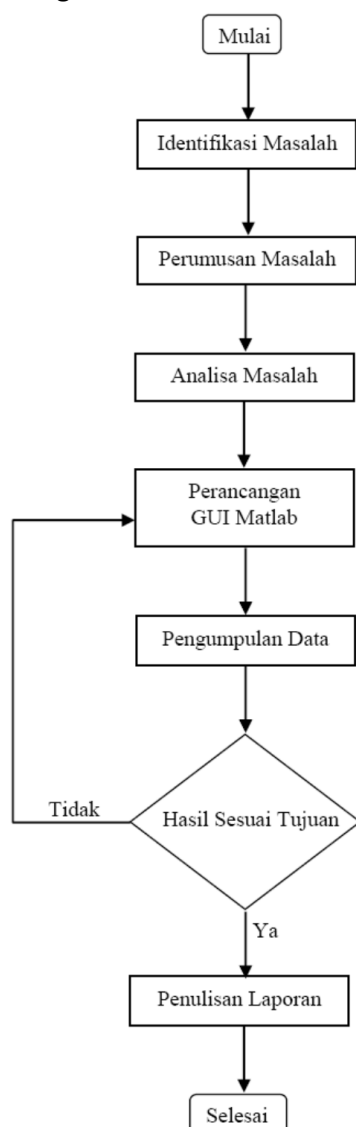 Mulai
Identifikasi Masalah
Perumusan Masalah
Analisa Masalah
Perancangan
GUI Matlab
Pengumpulan Data
Hasil Sesuai Tujuan
Tidak
Ya
Penulisan Laporan
Selesai